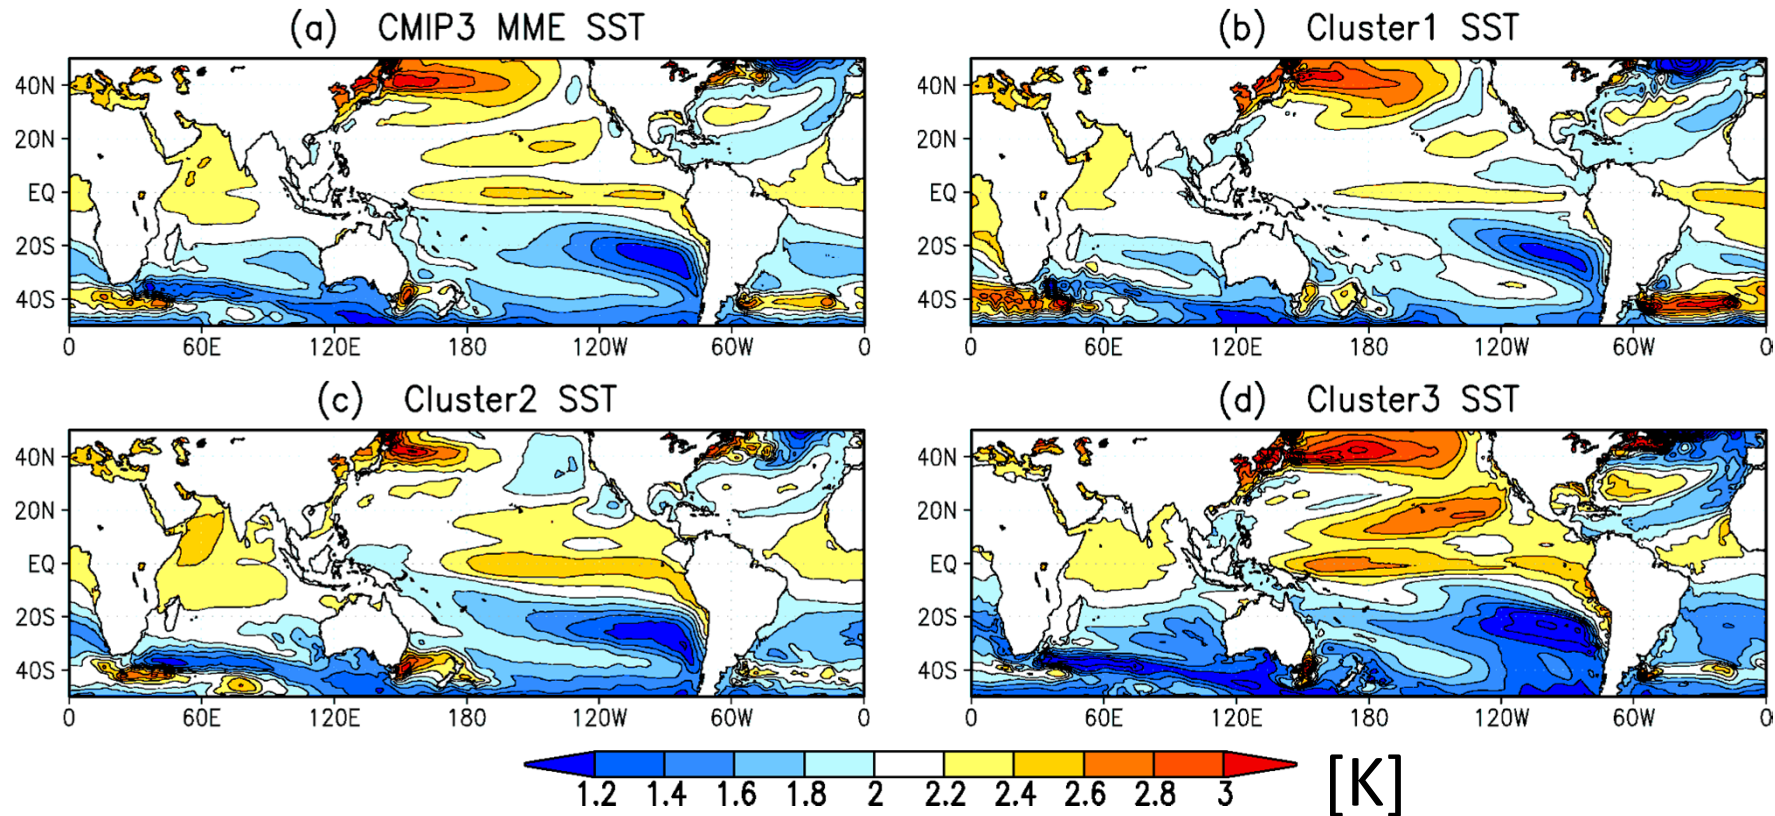 (a) CMIP3 MME SST
(b) Cluster1 SST
40N
20N
EQ
20S
40S
0 60E 120E 180 120W 60W 0
40N
20N
EQ
20S
40S
0 60E 120E 180 120W 60W 0
(c) Cluster2 SST
(d) Cluster3 SST
40N
20N
EQ
20S
40S
0 60E 120E 180 120W 60W 0
40N
20N
EQ
20S
40S
0 60E 120E 180 120W 60W 0
1.2 1.4 1.6 1.8 2 2.2 2.4 2.6 2.8 3 [K]